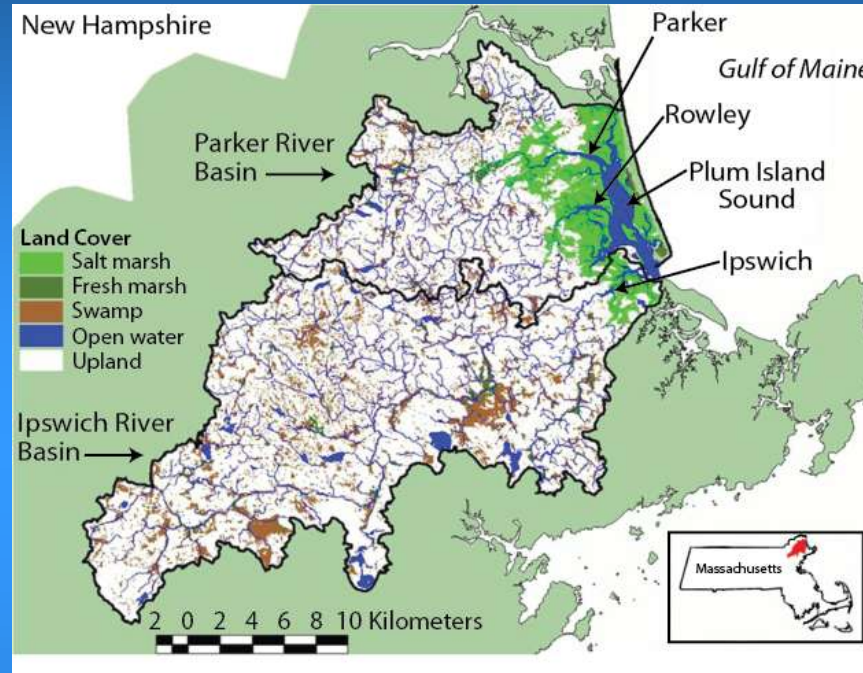 New Hampshire
Parker
Gulf of Maine
Rowley
Parker River
Basin
Plum Island
Sound
Land Cover
Salt marsh
Fresh marsh
Swamp
Open water
Upland
Ipswich
Ipswich River
Basin
Massachusetts
2 0 2 4 6 8 10 Kilometers